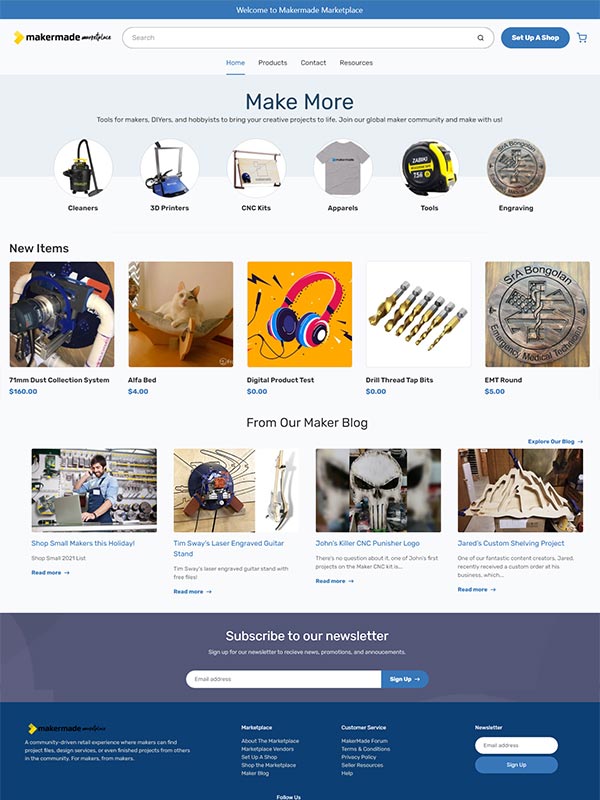 Welcome to Makermade Marketplace
makermade marketplace
Search
Set Up A Shop
Home
Products
Contact
Resources
Make More
Tools for makers, DIYers, and hobbyists to bring your creative projects to life. Join our global maker community and make with us!
makermade
ZABIKI
7.5
SrA Bongolan
Cleaners
3D Printers
CNC Kits
Apparels
Tools
Engraving
New Items
SrA Bongolan
Emergency Medical Technician
71mm Dust Collection System
$160.00
Alfa Bed
$4.00
Digital Product Test
$0.00
Drill Thread Tap Bits
$0.00
EMT Round
$5.00
From Our Maker Blog
Explore Our Blog →
Shop Small Makers this Holiday!
Shop Small 2021 List
Read more →
Tim Sway's Laser Engraved Guitar
Stand
Tim Sway's laser engraved guitar stand with
free files!
Read more →
John's Killer CNC Punisher Logo
There's no question about it, one of John's first
projects on the Maker CNC kit is...
Read more →
Jared's Custom Shelving Project
One of our fantastic content creators, Jared,
recently received a custom order at his
business, which...
Read more →
Subscribe to our newsletter
Sign up for our newsletter to recieve news, promotions, and annoucements.
Email address
Sign Up →
makermade marketplace
A community-driven retail experience where makers can find
project files, design services, or even finished projects from others
in the community. For makers, from makers.
Marketplace
About The Marketplace
Marketplace Vendors
Set Up A Shop
Shop the Marketplace
Maker Blog
Customer Service
MakerMade Forum
Terms & Conditions
Privacy Policy
Seller Resources
Help
Newsletter
Email address
Sign Up
Follow Us